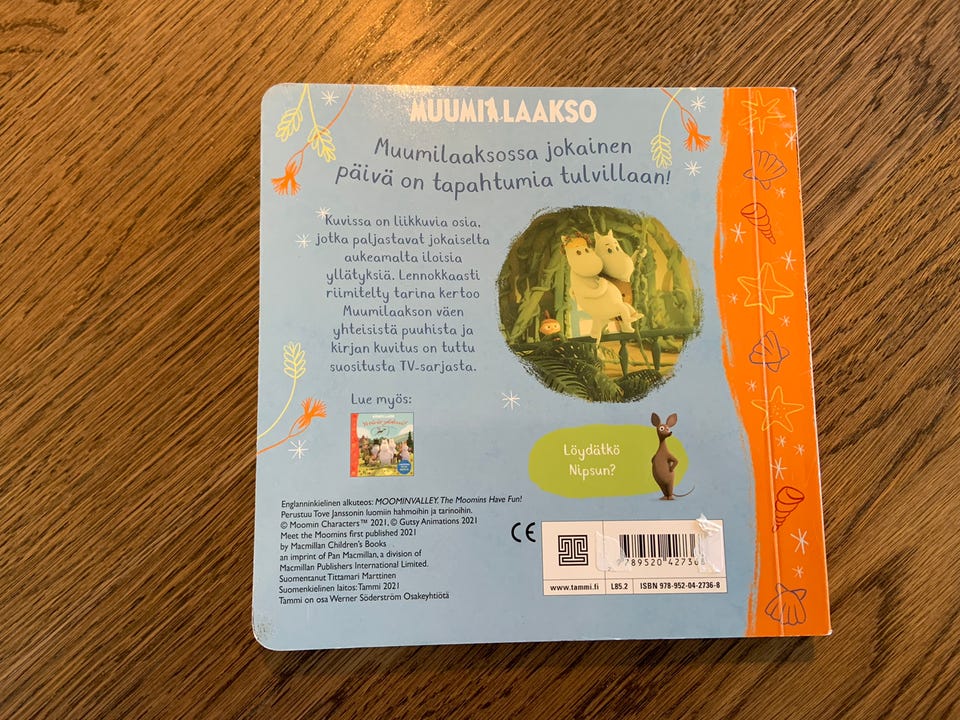 MUUMILAAKSO
Muumilaaksossa jokainen
päivä on tapahtumia tulvillaan!
Kuvissa on liikkuvia osia,
jotka paljastavat jokaiselta
aukeamalta iloisia
yllätyksiä. Lennokkaasti
riimitelty tarina kertoo
Muumilaakson väen
yhteisistä puuhista ja
kirjan kuvitus on tuttu
suositusta TV-sarjasta.
Lue myös:
Löydätkö
Nipsun?
Englanninkielinen alkuteos: MOOMINVALLEY. The Moomins Have Fun!
Perustuu Tove Janssonin luomiin hahmoihin ja tarinoihin.
© Moomin Characters™ 2021, © Gutsy Animations 2021
Meet the Moomins first published 2021
by Macmillan Children's Books
an imprint of Pan Macmillan, a division of
Macmillan Publishers International Limited.
Suomentanut Tittamari Marttinen
Suomenkielinen laitos: Tammi 2021
Tammi on osa Werner Söderström Osakeyhtiötä
CE
www.tammi.fi L85.2 ISBN 978-952-04-2736-8